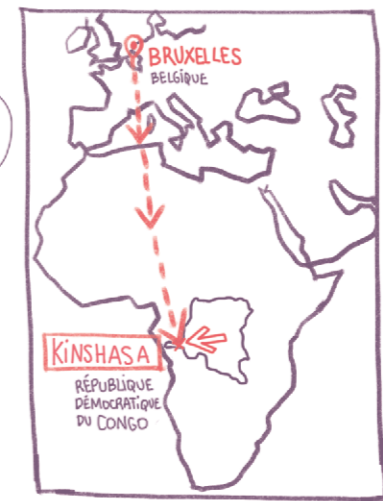 BRUXELLES
BELGIQUE
KiNSHASA
RÉPUBLIQUE
DÉMOCRATiQUE
DU CONGO